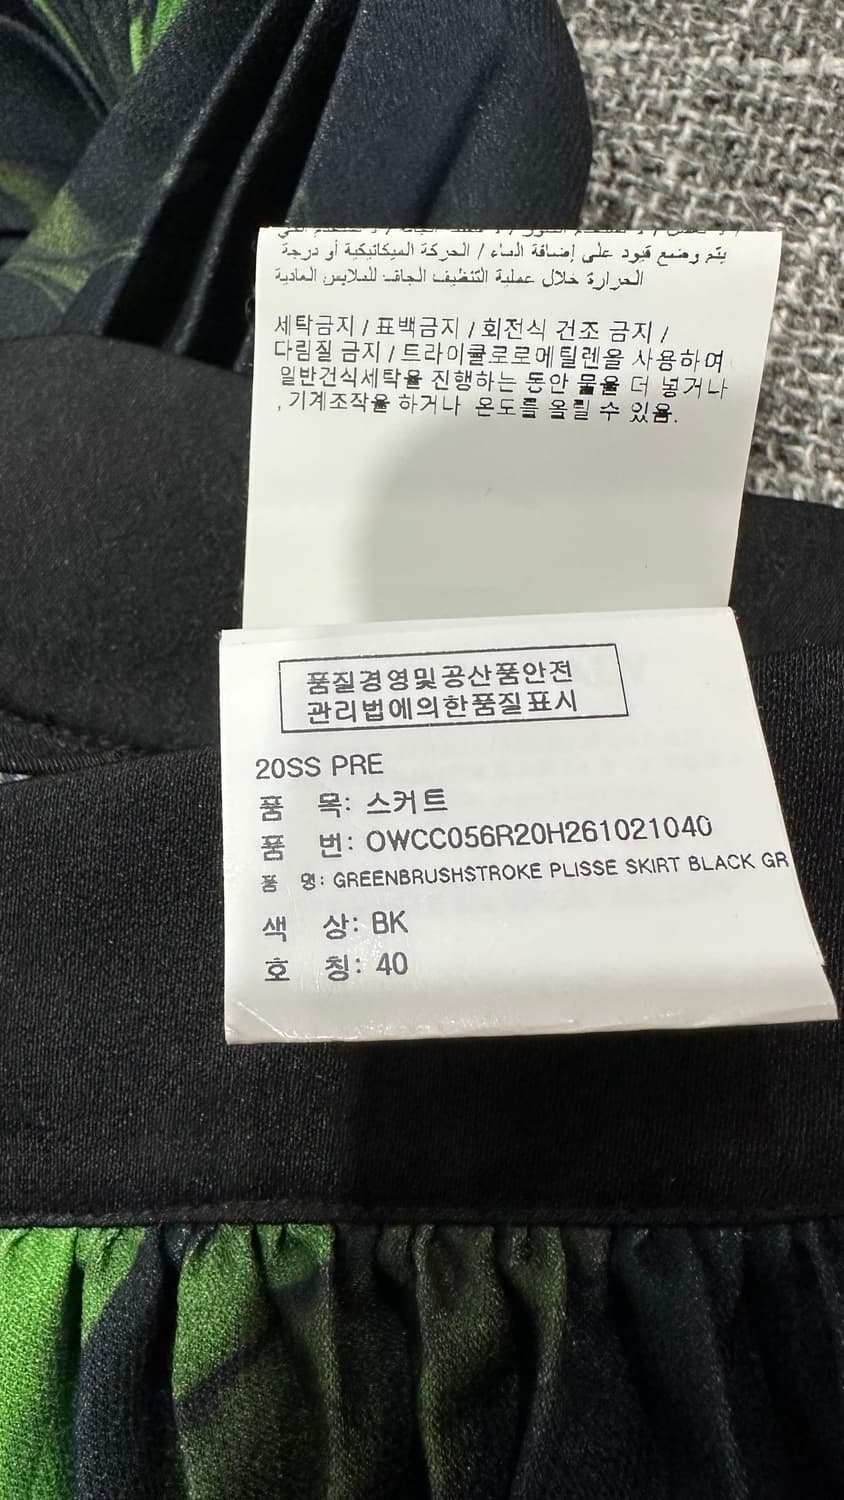 يتم وضع قيود على إضافة الماء / الحركة الميكانيكية أو درجة
الحرارة خلال عملية التنظيف الجاف للملابس العادية
세탁금지 / 표백금지 / 회전식 건조 금지 /
다림질 금지 / 트라이클로로에틸렌을 사용하여
일반건식세탁을 진행하는 동안 물을 더 넣거나
, 기계조작을 하거나 온도를 올릴 수 있음.
품질경영및공산품안전
관리법에의한품질표시
20SS PRE
품 목: 스커트
품 번: OWCC056R20H261021040
품 명: GREENBRUSHSTROKE PLISSE SKIRT BLACK GR
색 상: BK
호 칭: 40